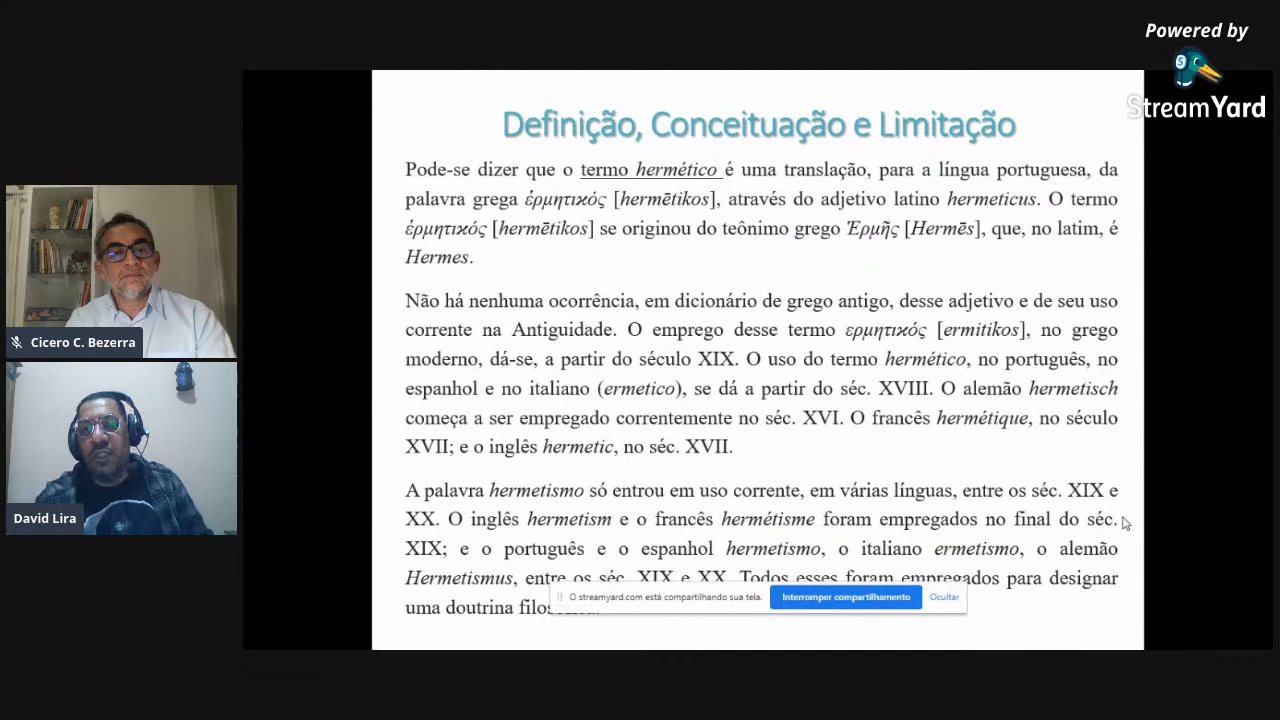 Powered by
StreamYard
Definição, Conceituação e Limitação
Pode-se dizer que o termo hermético é uma translação, para a língua portuguesa, da
palavra grega ἑρμητικός [hermētikos], através do adjetivo latino hermeticus. O termo
ἑρμητικός [hermētikos] se originou do teônimo grego Ἑρμῆς [Hermēs], que, no latim, é
Hermes.
Não há nenhuma ocorrência, em dicionário de grego antigo, desse adjetivo e de seu uso
corrente na Antiguidade. O emprego desse termo ερμητικός [ermitikos], no grego
moderno, dá-se, a partir do século XIX. O uso do termo hermético, no português, no
espanhol e no italiano (ermetico), se dá a partir do séc. XVIII. O alemão hermetisch
começa a ser empregado correntemente no séc. XVI. O francês hermétique, no século
XVII; e o inglês hermetic, no séc. XVII.
A palavra hermetismo só entrou em uso corrente, em várias línguas, entre os séc. XIX e
XX. O inglês hermetism e o francês hermétisme foram empregados no final do séc.
XIX; e o português e o espanhol hermetismo, o italiano ermetismo, o alemão
Hermetismus, entre os séc. XIX e XX. Todos esses foram empregados para designar
uma doutrina
O streamyard.com está compartilhando sua tela.
Interromper compartilhamento
Ocultar
Cicero C. Bezerra
David Lira